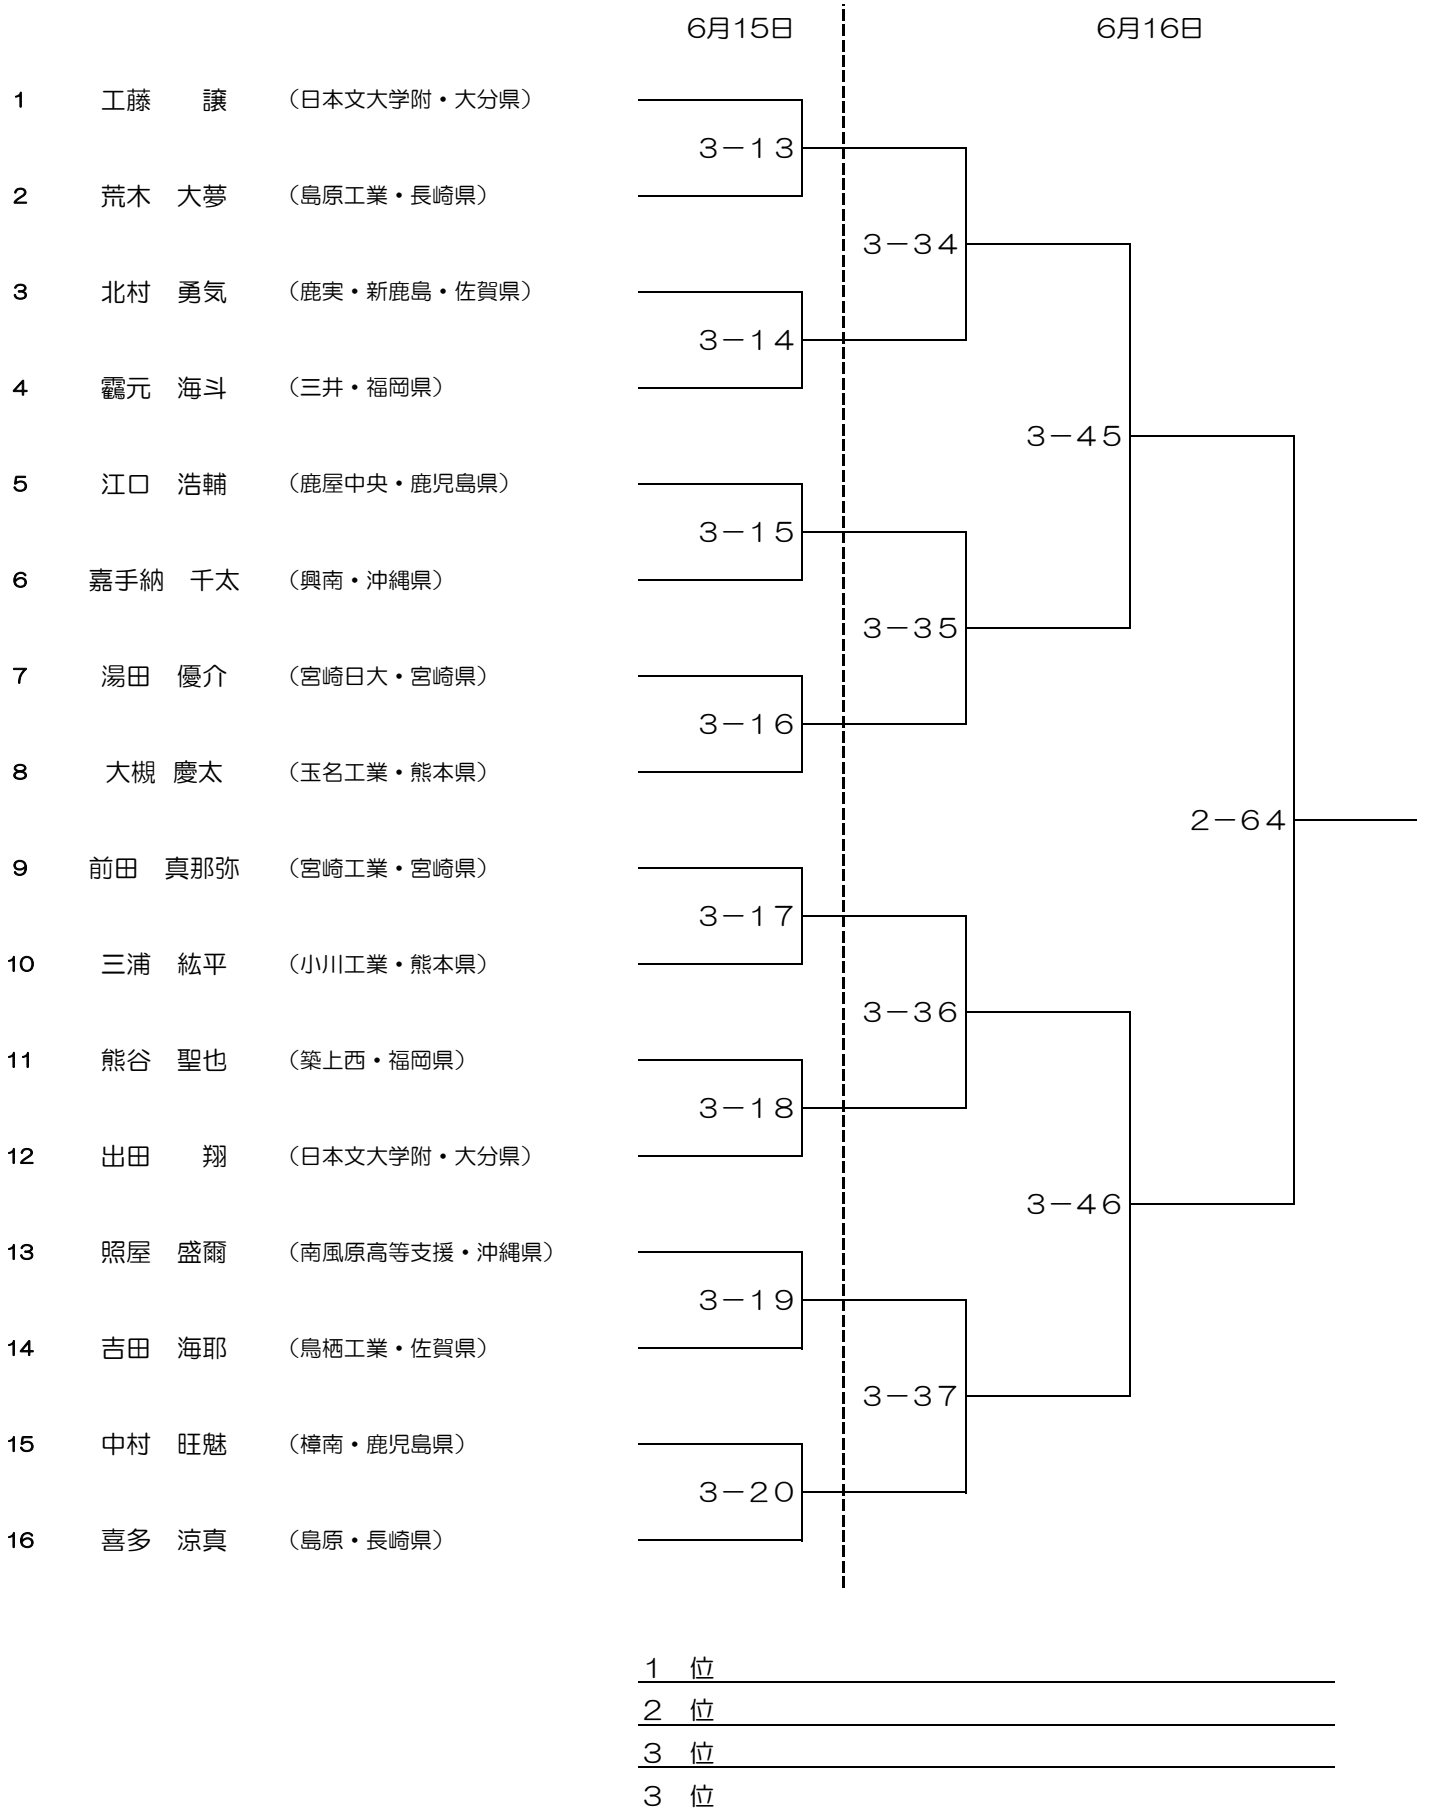 6月15日 6月16日
1 工藤 譲 （日本文大学附・大分県）
3－13
2 荒木 大夢 （島原工業・長崎県）
3－34
3 北村 勇気 （鹿実・新鹿島・佐賀県）
3－14
4 靏元 海斗 （三井・福岡県）
3－45
5 江口 浩輔 （鹿屋中央・鹿児島県）
3－15
6 嘉手納 千太 （興南・沖縄県）
3－35
7 湯田 優介 （宮崎日大・宮崎県）
3－16
8 大槻 慶太 （玉名工業・熊本県）
2－64
9 前田 真那弥 （宮崎工業・宮崎県）
3－17
10 三浦 紘平 （小川工業・熊本県）
3－36
11 熊谷 聖也 （築上西・福岡県）
3－18
12 出田 翔 （日本文大学附・大分県）
3－46
13 照屋 盛爾 （南風原高等支援・沖縄県）
3－19
14 吉田 海耶 （鳥栖工業・佐賀県）
3－37
15 中村 旺魅 （樟南・鹿児島県）
3－20
16 喜多 涼真 （島原・長崎県）
1 位
2 位
3 位
3 位